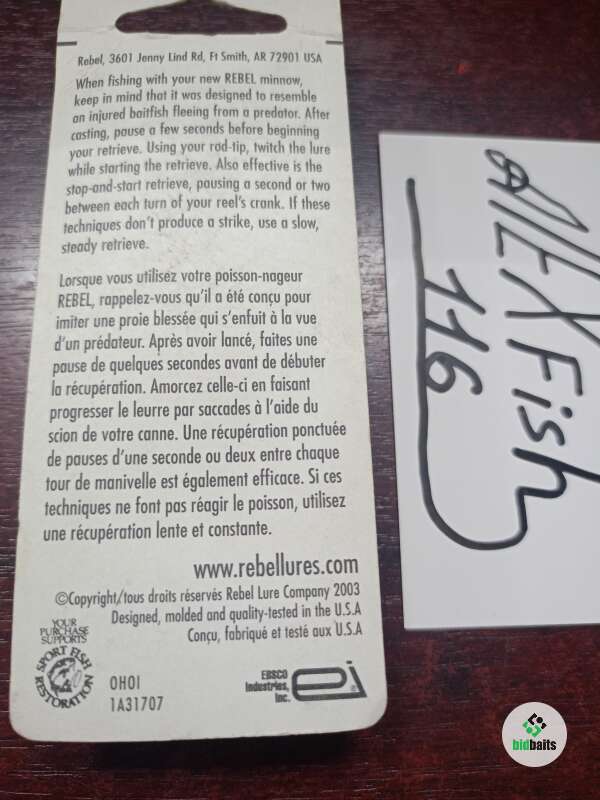 Rebel, 3601 Jenny Lind Rd, Ft Smith, AR 72901 USA
When fishing with your new REBEL minnow,
keep in mind that it was designed to resemble
an injured baitfish fleeing from a predator. After
casting, pause a few seconds before beginning
your retrieve. Using your rod-tip, twitch the lure
while starting the retrieve. Also effective is the
stop-and-start retrieve, pausing a second or two
between each turn of your reel's crank. If these
techniques don't produce a strike, use a slow,
steady retrieve.
Lorsque vous utilisez votre poisson-nageur
REBEL, rappelez-vous qu'il a été conçu pour
imiter une proie blessée qui s'enfuit à la vue
d'un prédateur. Après avoir lancé, faites une
pause de quelques secondes avant de débuter
la récupération. Amorcez celle-ci en faisant
progresser le leurre par saccades à l'aide du
scion de votre canne. Une récupération ponctuée
de pauses d'une seconde ou deux entre chaque
tour de manivelle est également efficace. Si ces
techniques ne font pas réagir le poisson, utilisez
une récupération lente et constante.
www.rebellures.com
©Copyright/tous droits réservés Rebel Lure Company 2003
Designed, molded and quality-tested in the U.S.A
Conçu, fabriqué et testé aux U.S.A
YOUR
PURCHASE
SUPPORTS
SPORT FISH
RESTORATION
OHOI
1A31707
EBSCO
Industries,
Inc.
ei
AlEXFish
116
bidbaits